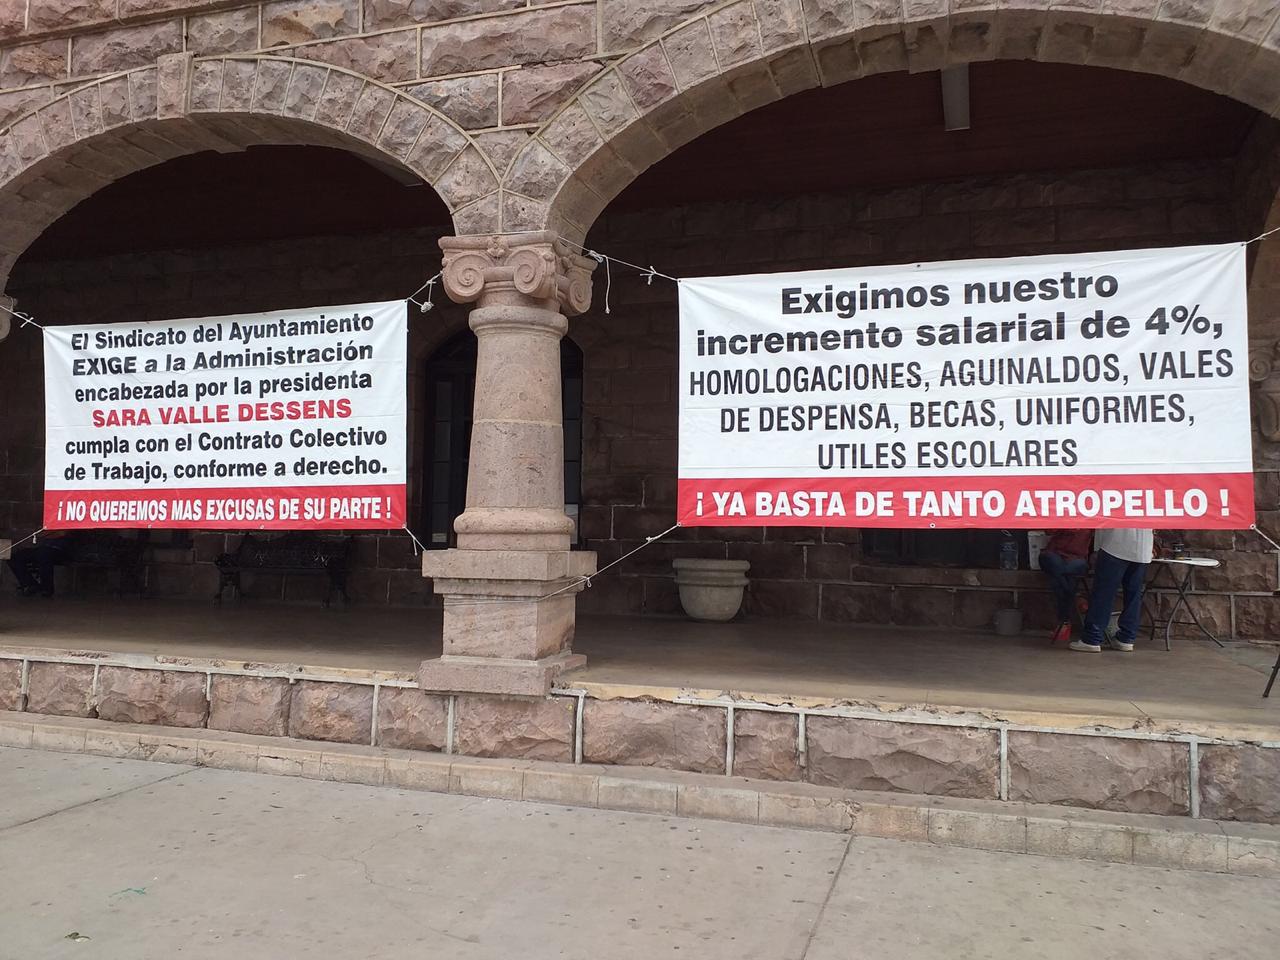 El Sindicato del Ayuntamiento
EXIGE a la Administración
encabezada por la presidenta
SARA VALLE DESSENS
cumpla con el Contrato Colectivo
de Trabajo, conforme a derecho.
¡ NO QUEREMOS MAS EXCUSAS DE SU PARTE !
Exigimos nuestro
incremento salarial de 4%,
HOMOLOGACIONES, AGUINALDOS, VALES
DE DESPENSA, BECAS, UNIFORMES,
UTILES ESCOLARES
¡ YA BASTA DE TANTO ATROPELLO !